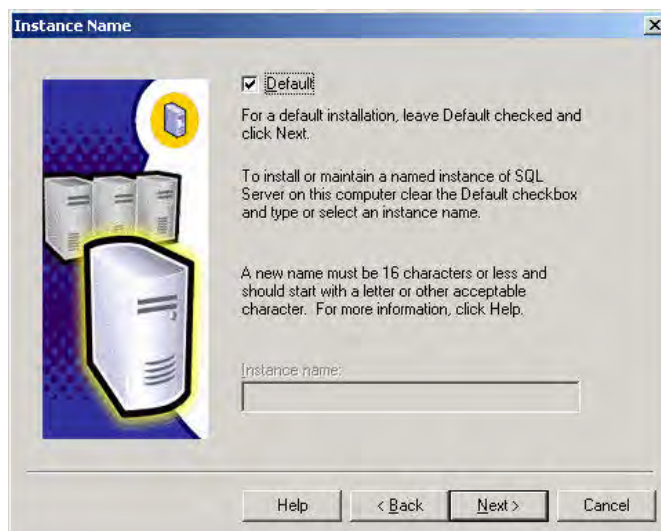 Instance Name
Default
For a default installation, leave Default checked and
click Next.
To install or maintain a named instance of SQL
Server on this computer clear the Default checkbox
and type or select an instance name.
A new name must be 16 characters or less and
should start with a letter or other acceptable
character. For more information, click Help.
Instance name:
Help
< Back
Next >
Cancel